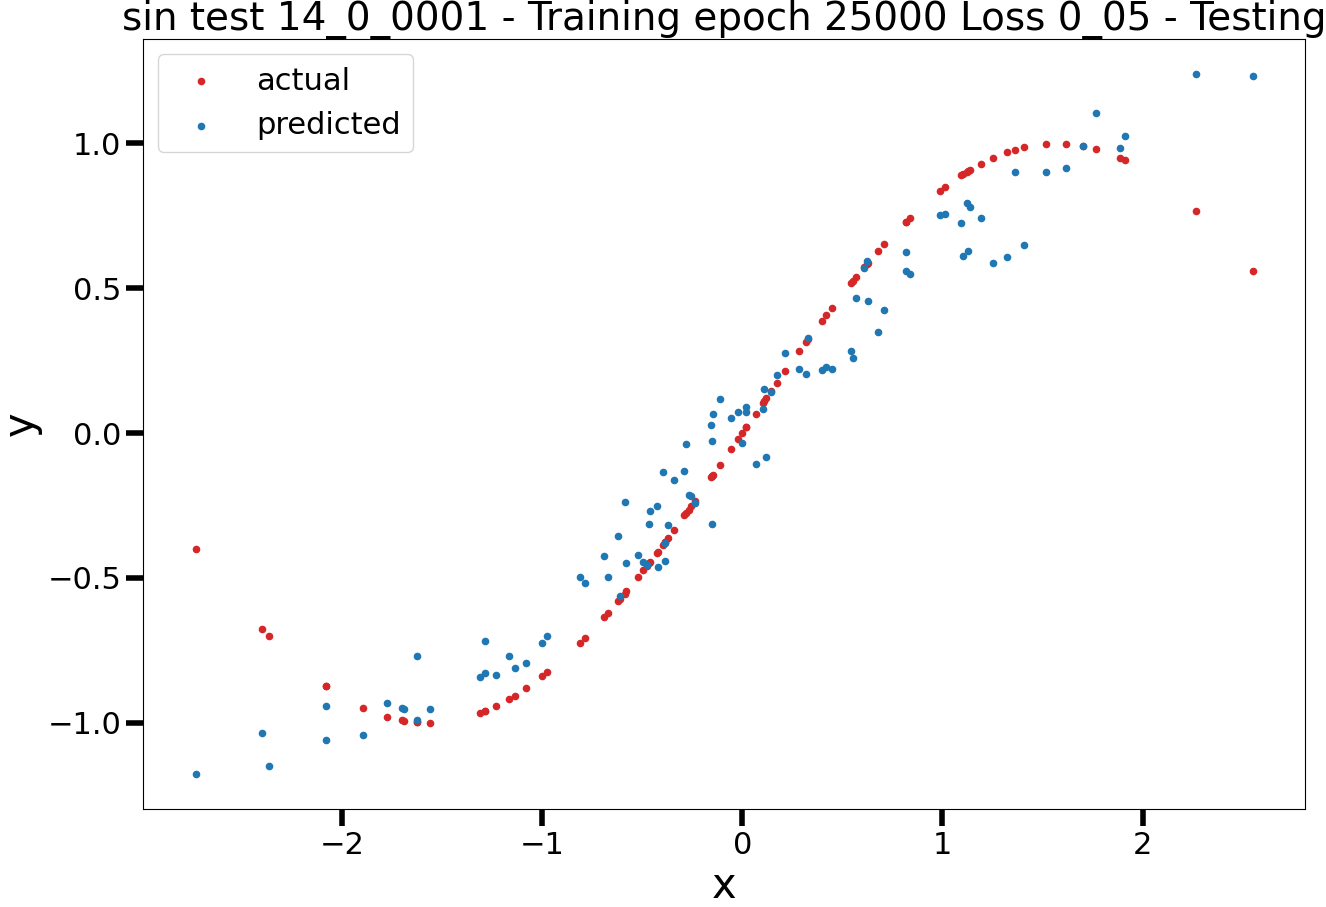 sin test 14_0_0001 - Training epoch 25000 Loss 0_05 - Testing
actual
predicted
1.0
0.5
0.0
−0.5
−1.0
y
−2
−1
0
1
2
x